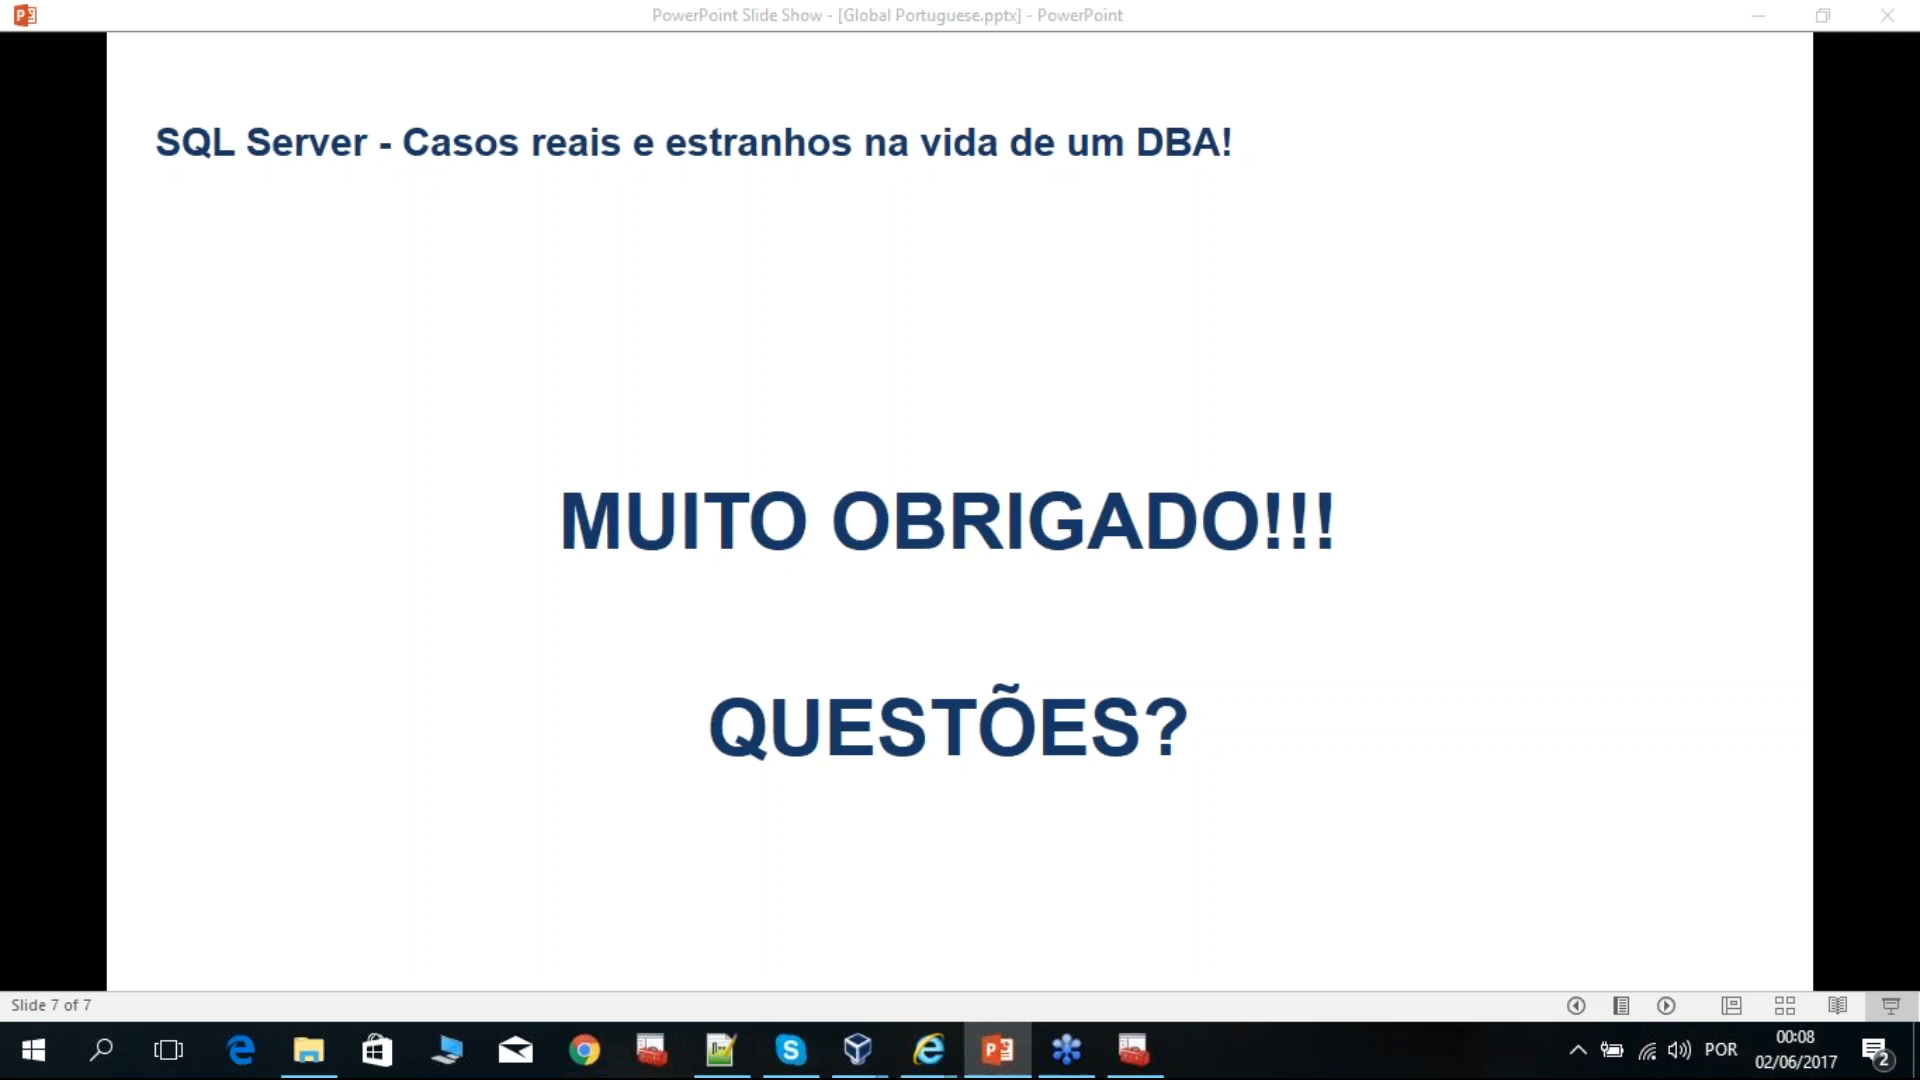 PowerPoint Slide Show - [Global Portuguese.pptx] - PowerPoint
SQL Server - Casos reais e estranhos na vida de um DBA!
MUITO OBRIGADO!!!
QUESTÕES?
Slide 7 of 7
POR
00:08
02/06/2017
2